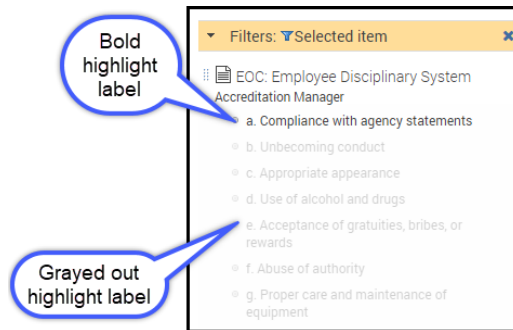 Bold
highlight
label
Filters: Selected item
EOC: Employee Disciplinary System
Accreditation Manager
a. Compliance with agency statements
b. Unbecoming conduct
c. Appropriate appearance
d. Use of alcohol and drugs
e. Acceptance of gratuities, bribes, or
rewards
f. Abuse of authority
g. Proper care and maintenance of
equipment
Grayed out
highlight label